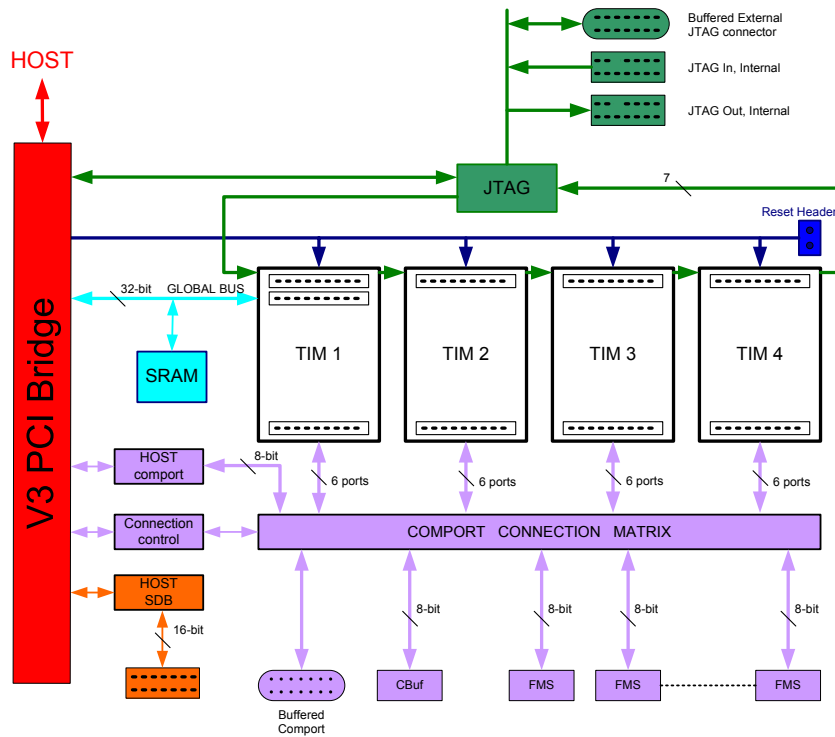 Buffered External
JTAG connector
HOST
JTAG In, Internal
JTAG Out, Internal
JTAG
7
Reset Header
32-bit
GLOBAL BUS
TIM 1
TIM 2
TIM 3
TIM 4
SRAM
V3 PCI Bridge
HOST
comport
8-bit
6 ports
6 ports
6 ports
6 ports
Connection
control
COMPORT CONNECTION MATRIX
HOST
SDB
16-bit
8-bit
8-bit
8-bit
8-bit
CBuf
FMS
FMS
FMS
Buffered
Comport